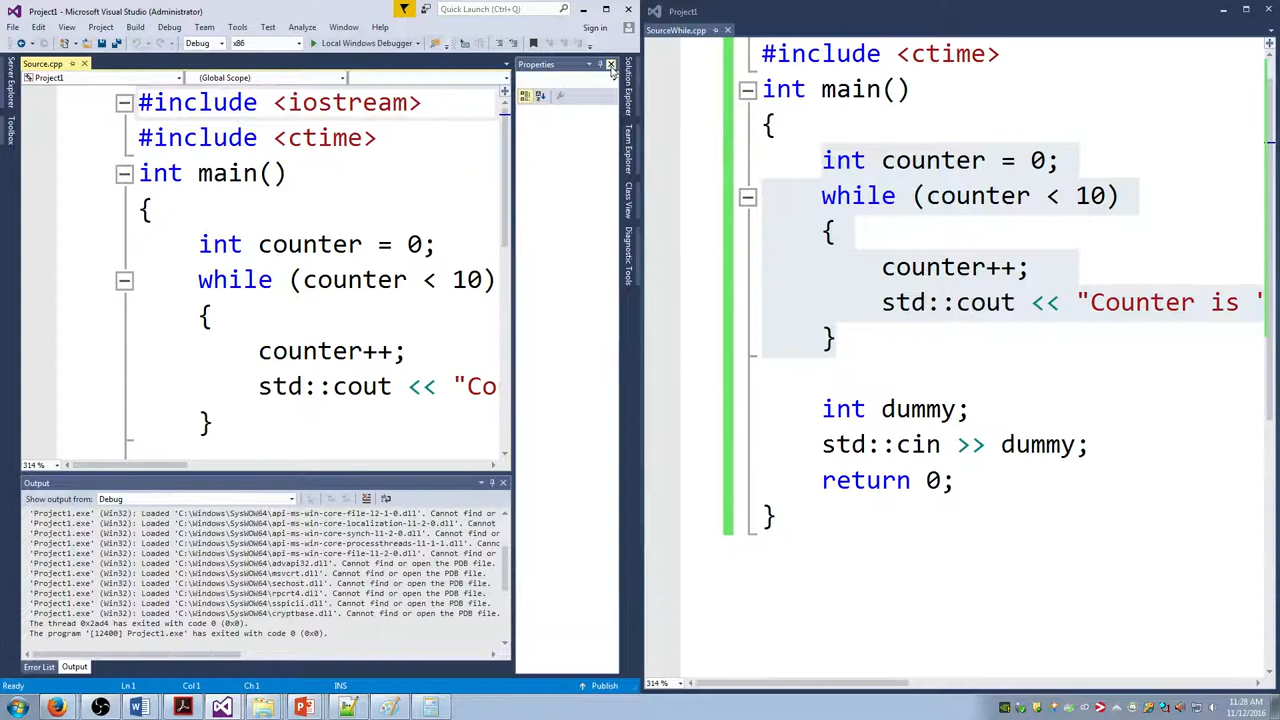 Project1 - Microsoft Visual Studio (Administrator)
Quick Launch (Ctrl+Q)
Project1
File Edit View Project Build Debug Team Tools Test Analyze Window Help
Sign in
SourceWhile.cpp
Debug x86 Local Windows Debugger
Source.cpp
Properties
Project1 (Global Scope)
Server Explorer
Toolbox
Solution Explorer
Team Explorer
Class View
Diagnostic Tools
#include <iostream>
#include <ctime>
int main()
{
int counter = 0;
while (counter < 10)
{
counter++;
std::cout << "Co
}
314 %
#include <ctime>
int main()
{
int counter = 0;
while (counter < 10)
{
counter++;
std::cout << "Counter is '
}
int dummy;
std::cin >> dummy;
return 0;
}
314 %
Output
Show output from: Debug
'Project1.exe' (Win32): Loaded 'C:\Windows\SysWOW64\api-ms-win-core-file-l2-1-0.dll'. Cannot find or
'Project1.exe' (Win32): Loaded 'C:\Windows\SysWOW64\api-ms-win-core-localization-l1-2-0.dll'. Cannot
'Project1.exe' (Win32): Loaded 'C:\Windows\SysWOW64\api-ms-win-core-synch-l1-2-0.dll'. Cannot find o
'Project1.exe' (Win32): Loaded 'C:\Windows\SysWOW64\api-ms-win-core-processthreads-l1-1-1.dll'. Cann
'Project1.exe' (Win32): Loaded 'C:\Windows\SysWOW64\api-ms-win-core-file-l1-2-0.dll'. Cannot find or
'Project1.exe' (Win32): Loaded 'C:\Windows\SysWOW64\advapi32.dll'. Cannot find or open the PDB file.
'Project1.exe' (Win32): Loaded 'C:\Windows\SysWOW64\msvcrt.dll'. Cannot find or open the PDB file.
'Project1.exe' (Win32): Loaded 'C:\Windows\SysWOW64\sechost.dll'. Cannot find or open the PDB file.
'Project1.exe' (Win32): Loaded 'C:\Windows\SysWOW64\rpcrt4.dll'. Cannot find or open the PDB file.
'Project1.exe' (Win32): Loaded 'C:\Windows\SysWOW64\sspicli.dll'. Cannot find or open the PDB file.
'Project1.exe' (Win32): Loaded 'C:\Windows\SysWOW64\cryptbase.dll'. Cannot find or open the PDB file.
The thread 0x2ad4 has exited with code 0 (0x0).
The program '[12400] Project1.exe' has exited with code 0 (0x0).
Error List Output
Ready Ln 1 Col 1 Ch 1 INS Publish
11:28 AM
11/12/2016